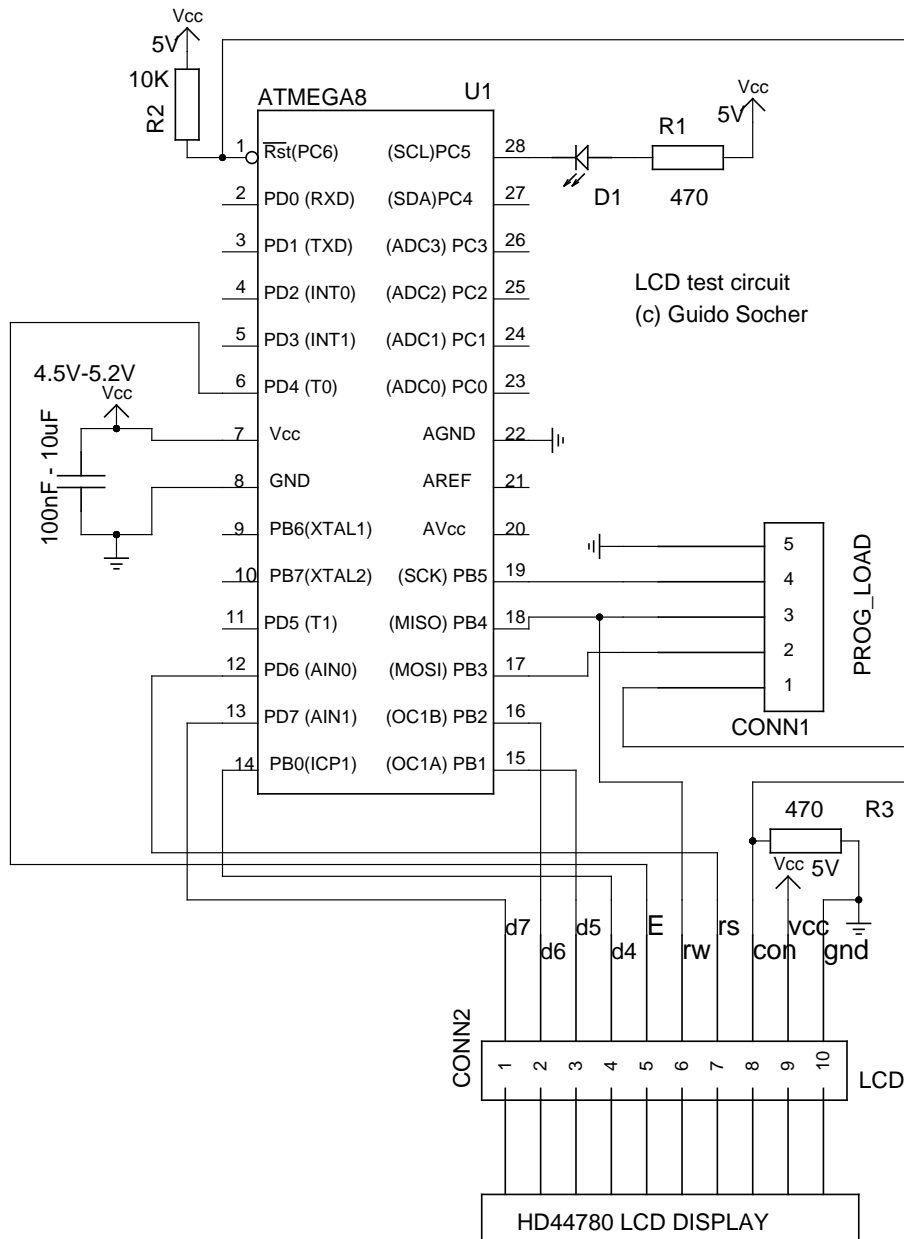 Vcc
5V
10K
R2
ATMEGA8
U1
Vcc
5V
R1
D1
470
1 Rst(PC6) (SCL)PC5 28
2 PD0 (RXD) (SDA)PC4 27
3 PD1 (TXD) (ADC3) PC3 26
4 PD2 (INT0) (ADC2) PC2 25
5 PD3 (INT1) (ADC1) PC1 24
6 PD4 (T0) (ADC0) PC0 23
7 Vcc AGND 22
8 GND AREF 21
9 PB6(XTAL1) AVcc 20
10 PB7(XTAL2) (SCK) PB5 19
11 PD5 (T1) (MISO) PB4 18
12 PD6 (AIN0) (MOSI) PB3 17
13 PD7 (AIN1) (OC1B) PB2 16
14 PB0(ICP1) (OC1A) PB1 15
LCD test circuit
(c) Guido Socher
4.5V-5.2V
Vcc
100nF - 10uF
5
4
3
2
1
PROG_LOAD
CONN1
470
R3
Vcc
5V
d7
d6
d5
d4
E
rw
rs
con
vcc
gnd
CONN2
1 2 3 4 5 6 7 8 9 10
LCD
HD44780 LCD DISPLAY